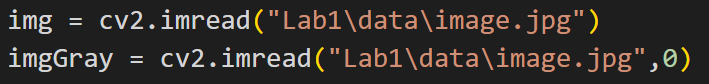 img = cv2.imread("Lab1\data\image.jpg")
imgGray = cv2.imread("Lab1\data\image.jpg",0)